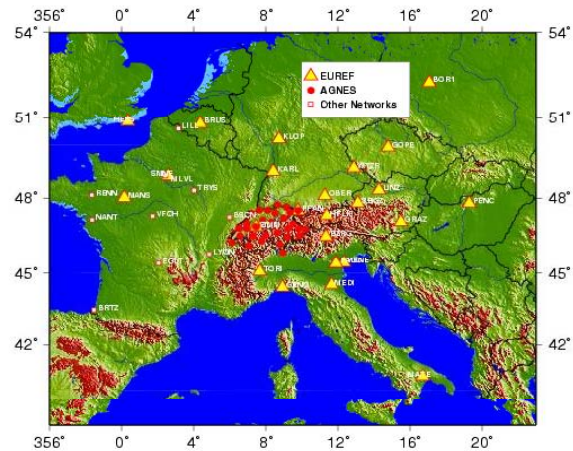 356° 0° 4° 8° 12° 16° 20°
54° 54°
EUREF
AGNES
Other Networks
BOR1
51° 51°
LILL BRUS
KLOP
GOPE
KARL
SMNE
MLVL
TRYS
OBER
LINZ
48° 48°
RENN
MANS
PENC
NANT
VFCH
GRAZ
LYON
EGLT
45° 45°
TORI
GENO
MEDI
BRTZ
42° 42°
MATE
356° 0° 4° 8° 12° 16° 20°